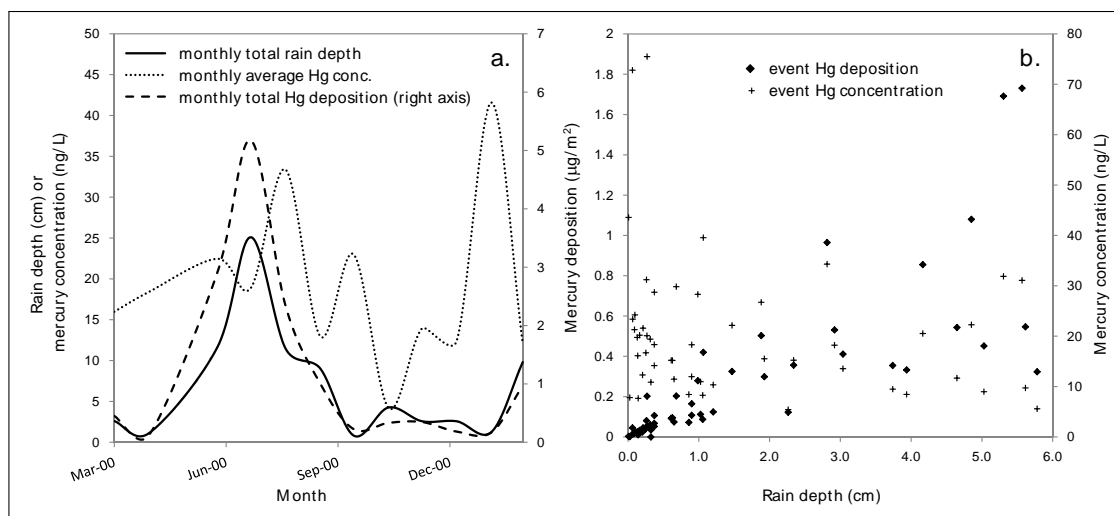 50
45
40
35
30
25
20
15
10
5
0
Rain depth (cm) or
mercury concentration (ng/L)
monthly total rain depth
monthly average Hg conc.
monthly total Hg deposition (right axis)
a.
7
6
5
4
3
2
1
0
Mar-00
Jun-00
Sep-00
Dec-00
Month
2
1.8
1.6
1.4
1.2
1
0.8
0.6
0.4
0.2
0
Mercury deposition (µg/m²)
event Hg deposition
event Hg concentration
b.
80
70
60
50
40
30
20
10
0
Mercury concentration (ng/L)
0.0
1.0
2.0
3.0
4.0
5.0
6.0
Rain depth (cm)